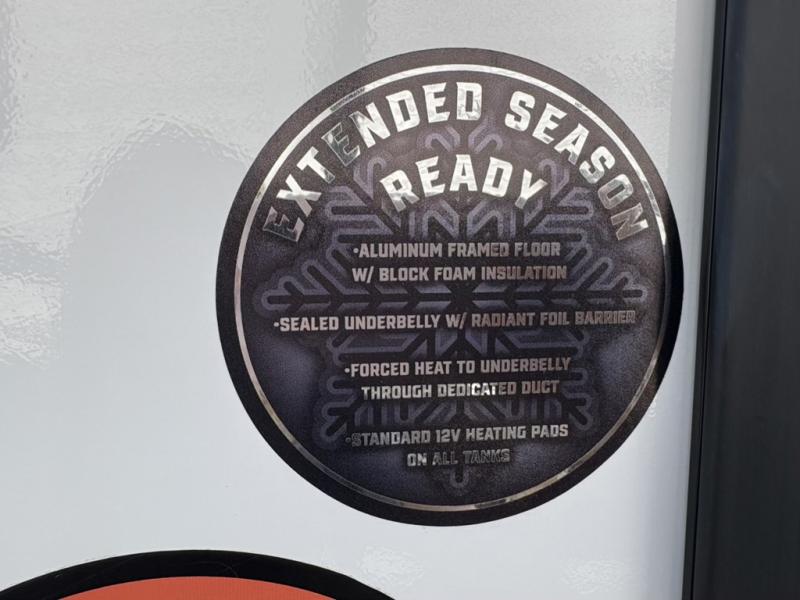 EXTENDED SEASON
READY
•ALUMINUM FRAMED FLOOR
W/ BLOCK FOAM INSULATION
•SEALED UNDERBELLY W/ RADIANT FOIL BARRIER
•FORCED HEAT TO UNDERBELLY
THROUGH DEDICATED DUCT
•STANDARD 12V HEATING PADS
ON ALL TANKS